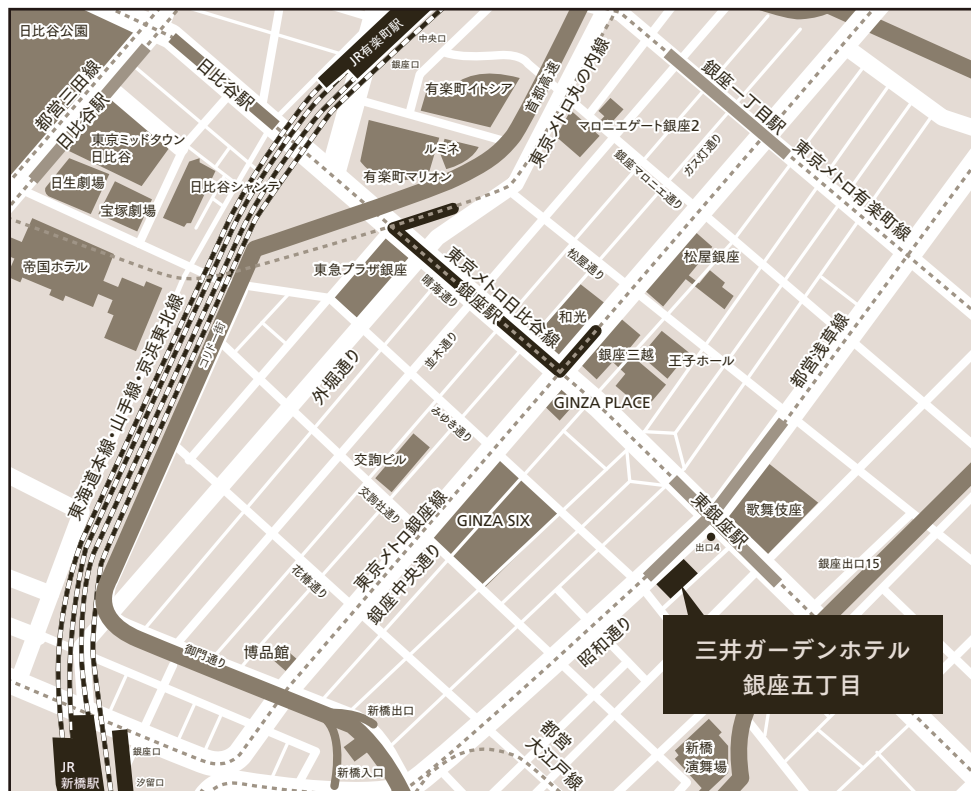 日比谷公園
JR有楽町駅
中央口
銀座口
都営三田線
日比谷駅
日比谷駅
有楽町イトシア
首都高速
東京メトロ丸の内線
銀座一丁目駅
マロニエゲート銀座2
ガス灯通り
東京ミッドタウン
日比谷
ルミネ
有楽町マリオン
銀座マロニエ通り
東京メトロ有楽町線
日生劇場
日比谷シャンテ
宝塚劇場
帝国ホテル
東急プラザ銀座
東京メトロ日比谷線
銀座駅
晴海通り
松屋通り
松屋銀座
和光
銀座三越
王子ホール
都営浅草線
コリドー街
東海道本線・山手線・京浜東北線
外堀通り
並木通り
GINZA PLACE
みゆき通り
交詢ビル
交詢社通り
GINZA SIX
東京メトロ銀座線
銀座中央通り
東銀座駅
歌舞伎座
出口4
銀座出口15
花椿通り
昭和通り
三井ガーデンホテル
銀座五丁目
御門通り
博品館
新橋出口
新橋入口
都営
大江戸線
新橋
演舞場
銀座口
汐留口
JR
新橋駅